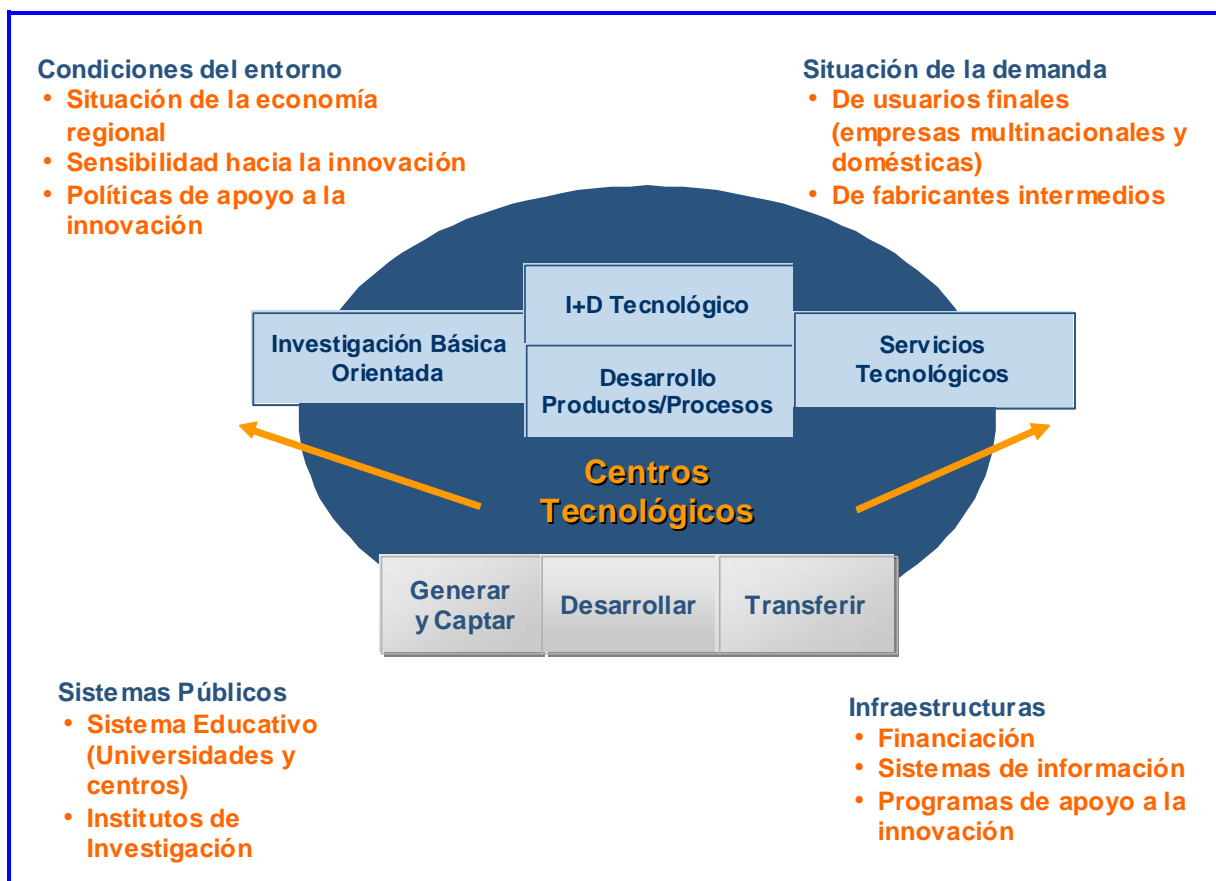 Condiciones del entorno
• Situación de la economía
regional
• Sensibilidad hacia la innovación
• Políticas de apoyo a la
innovación
Situación de la demanda
• De usuarios finales
(empresas multinacionales y
domésticas)
• De fabricantes intermedios
Investigación Básica
Orientada
I+D Tecnológico
Desarrollo
Productos/Procesos
Servicios
Tecnológicos
Centros
Tecnológicos
Generar
y Captar
Desarrollar
Transferir
Sistemas Públicos
• Sistema Educativo
(Universidades y
centros)
• Institutos de
Investigación
Infraestructuras
• Financiación
• Sistemas de información
• Programas de apoyo a la
innovación